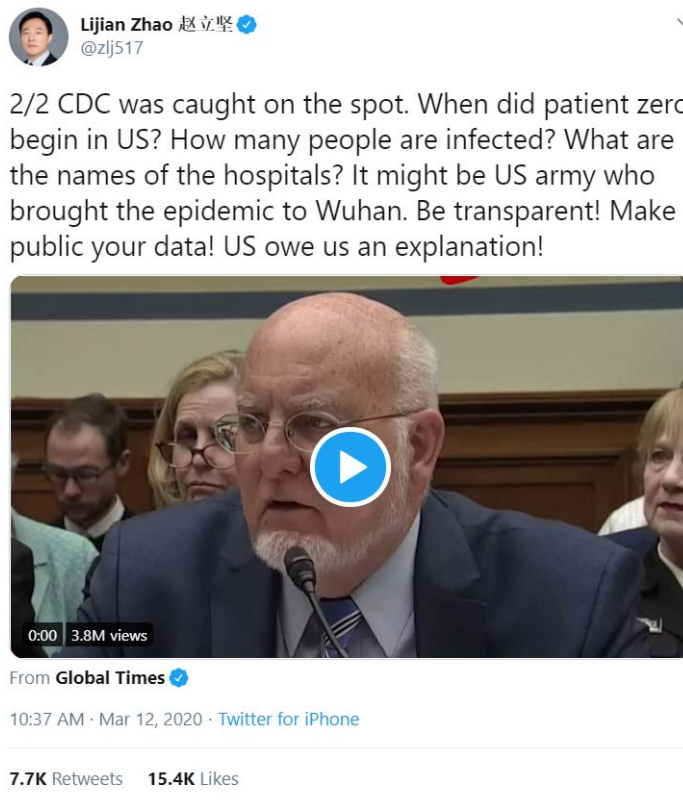 Lijian Zhao 赵立坚
@zlj517
2/2 CDC was caught on the spot. When did patient zero
begin in US? How many people are infected? What are
the names of the hospitals? It might be US army who
brought the epidemic to Wuhan. Be transparent! Make
public your data! US owe us an explanation!
0:00 3.8M views
From Global Times
10:37 AM · Mar 12, 2020 · Twitter for iPhone
7.7K Retweets 15.4K Likes